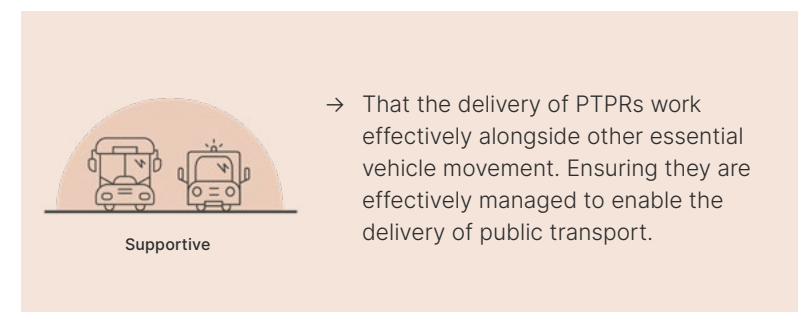 → That the delivery of PTPRs work
effectively alongside other essential
vehicle movement. Ensuring they are
effectively managed to enable the
delivery of public transport.
Supportive